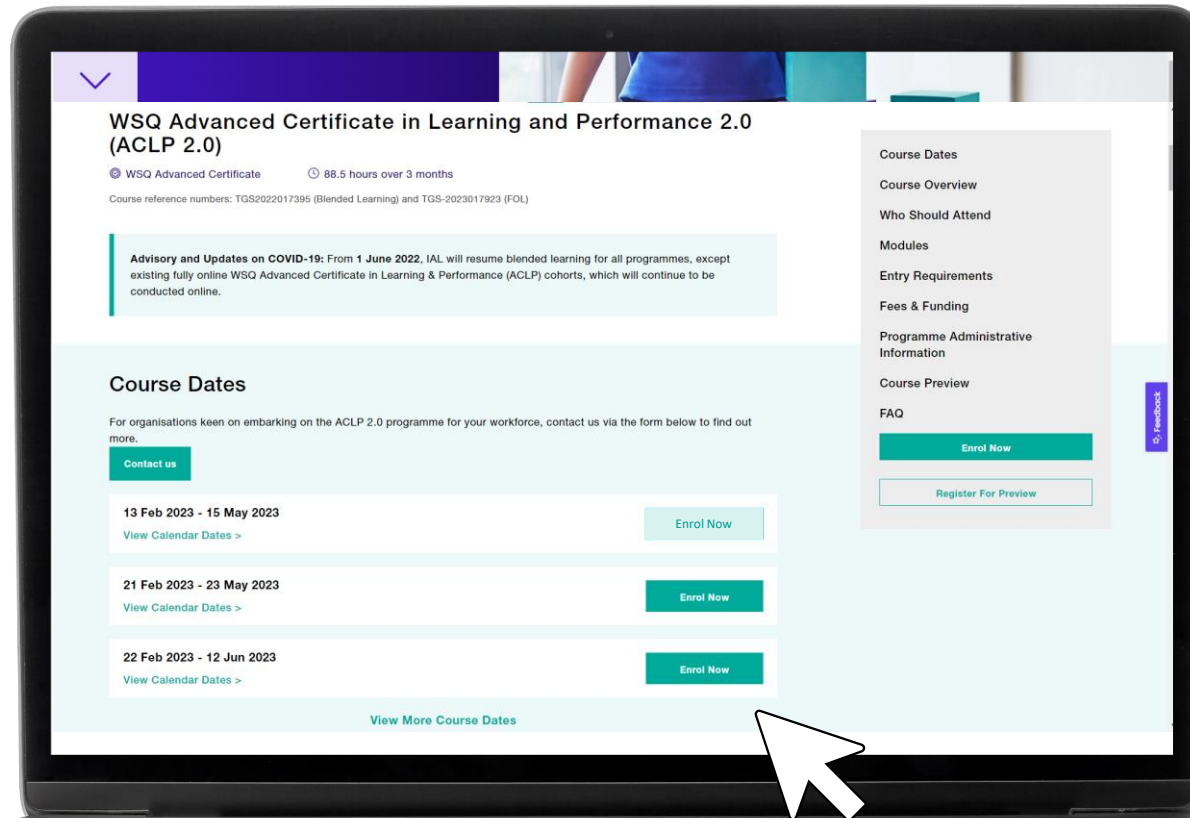 WSQ Advanced Certificate in Learning and Performance 2.0
(ACLP 2.0)
WSQ Advanced Certificate
88.5 hours over 3 months
Course reference numbers: TGS2022017395 (Blended Learning) and TGS-2023017923 (FOL)
Advisory and Updates on COVID-19: From 1 June 2022, IAL will resume blended learning for all programmes, except
existing fully online WSQ Advanced Certificate in Learning & Performance (ACLP) cohorts, which will continue to be
conducted online.
Course Dates
For organisations keen on embarking on the ACLP 2.0 programme for your workforce, contact us via the form below to find out
more.
Contact us
13 Feb 2023 - 15 May 2023
View Calendar Dates >
Enrol Now
21 Feb 2023 - 23 May 2023
View Calendar Dates >
Enrol Now
22 Feb 2023 - 12 Jun 2023
View Calendar Dates >
Enrol Now
View More Course Dates
Course Dates
Course Overview
Who Should Attend
Modules
Entry Requirements
Fees & Funding
Programme Administrative
Information
Course Preview
FAQ
Enrol Now
Register For Preview
Feedback